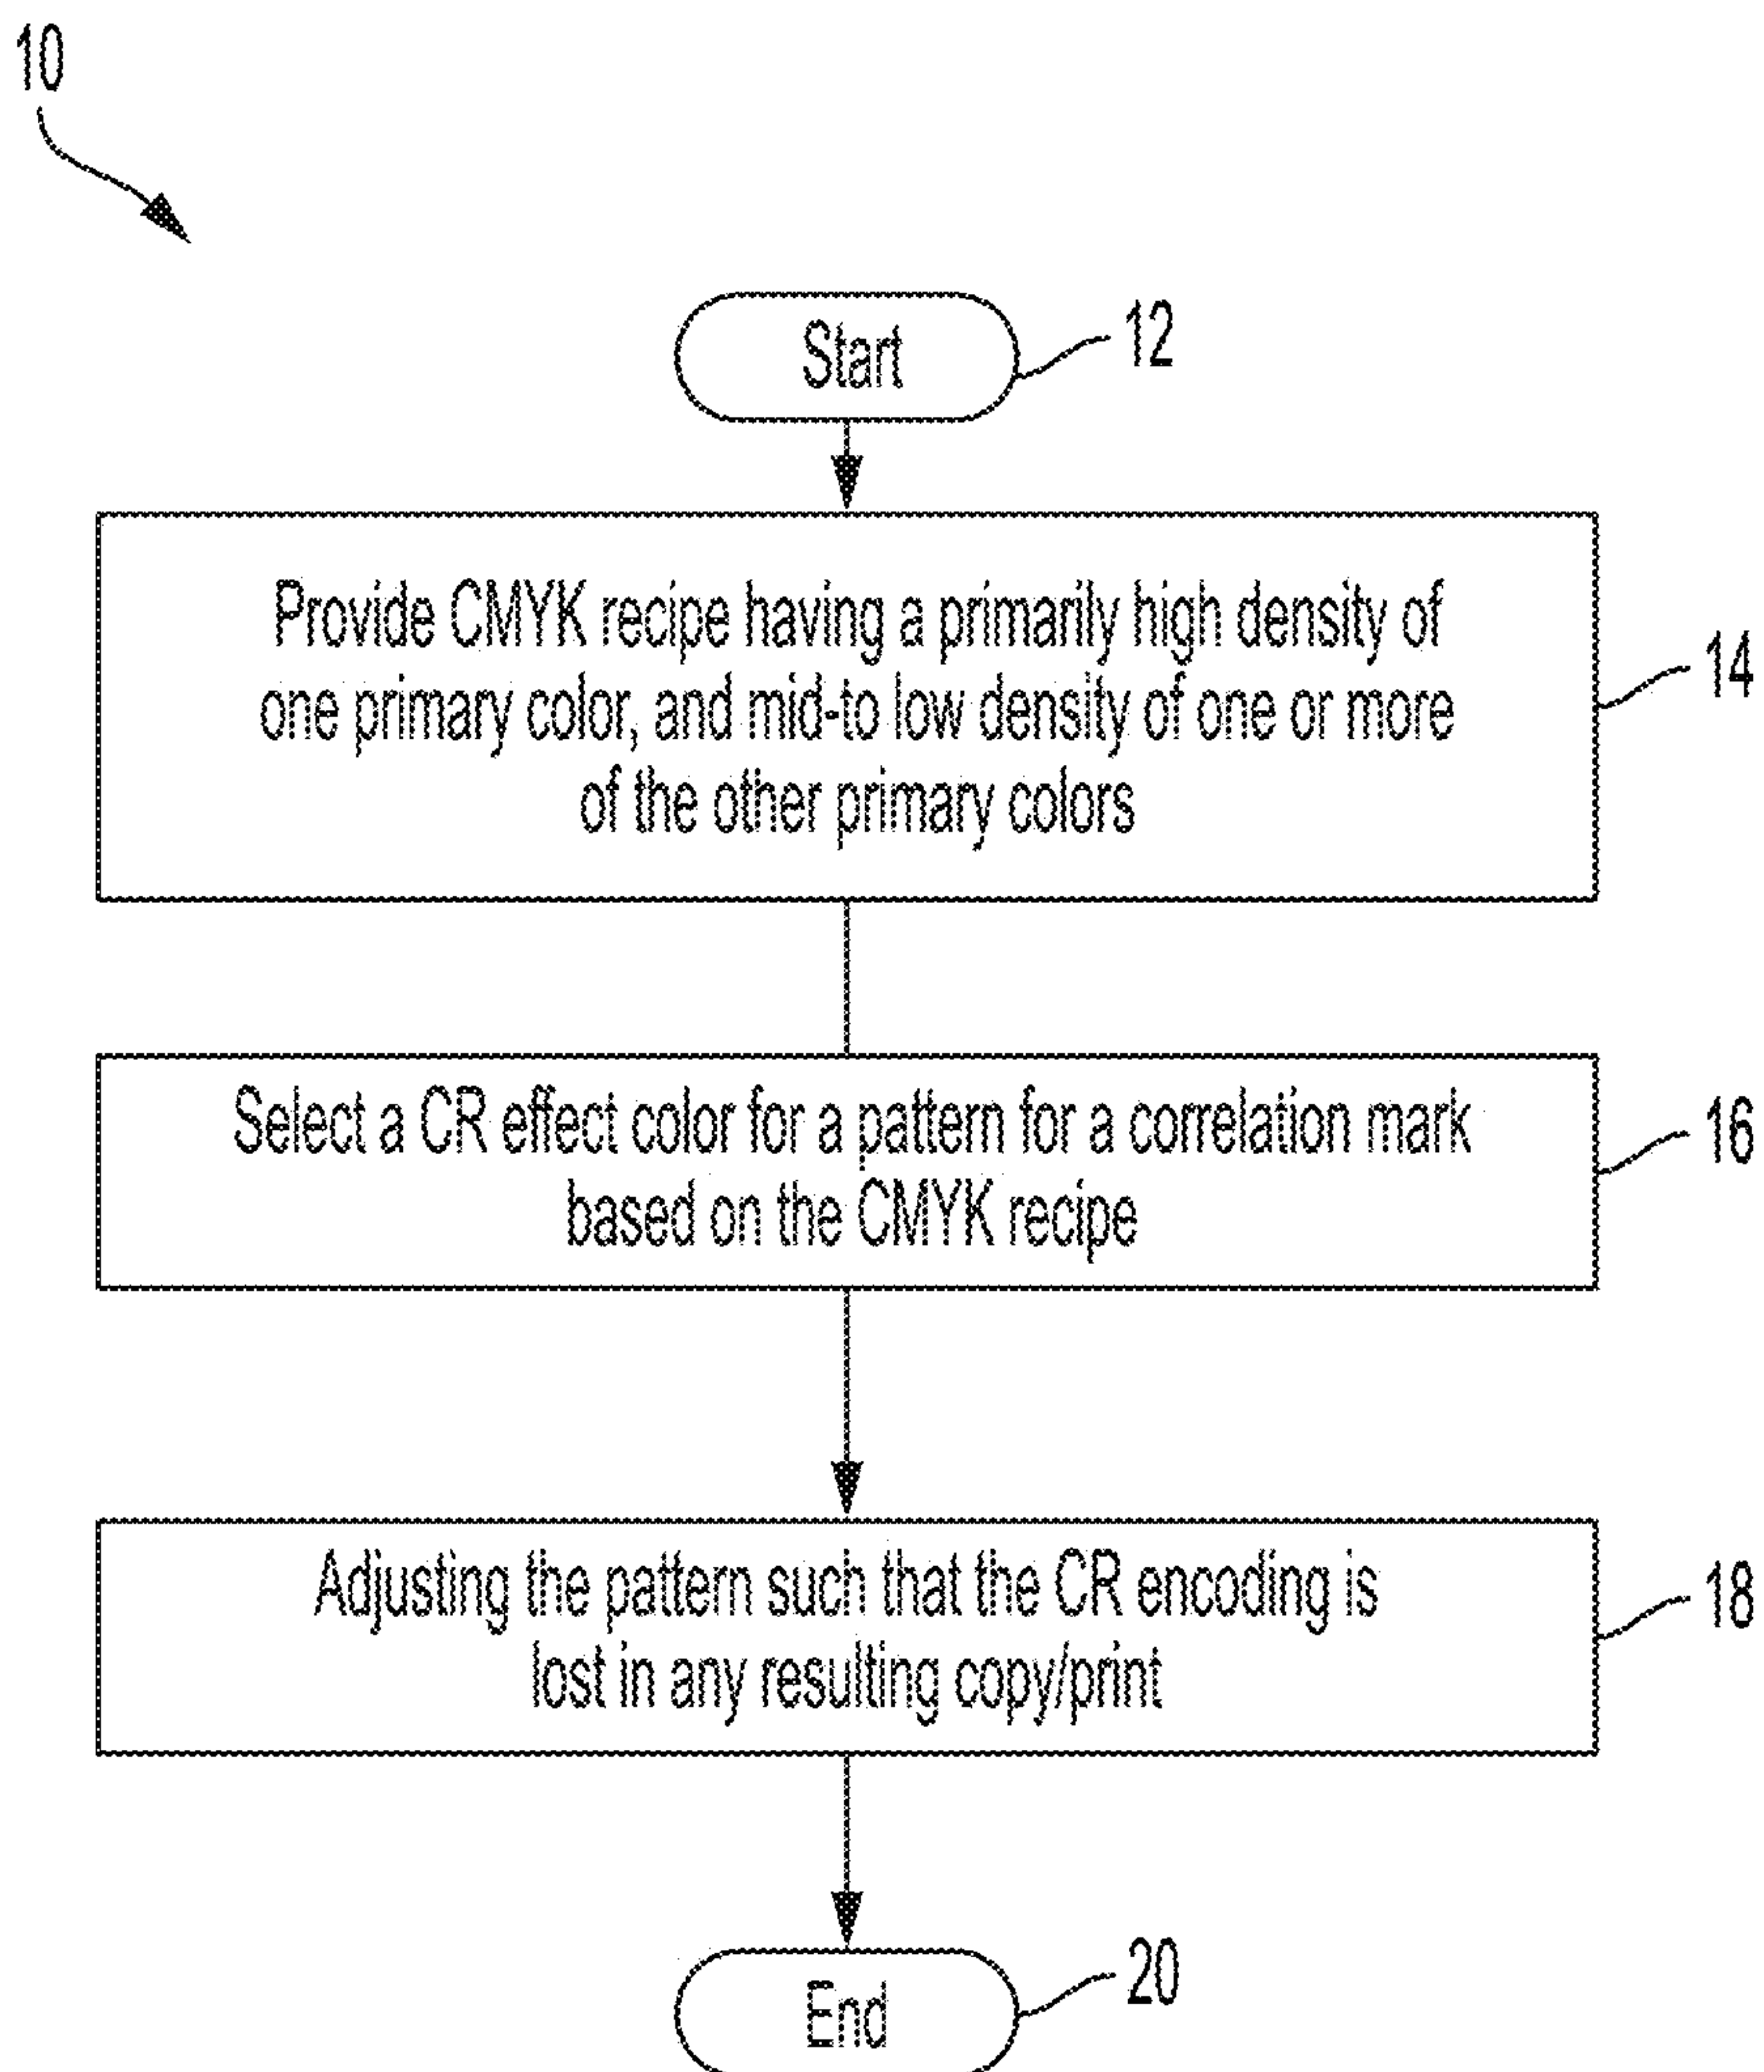 10
Start
12
Provide CMYK recipe having a primarily high density of
one primary color, and mid-to low density of one or more
of the other primary colors
14
Select a CR effect color for a pattern for a correlation mark
based on the CMYK recipe
16
Adjusting the pattern such that the CR encoding is
lost in any resulting copy/print
18
End
20